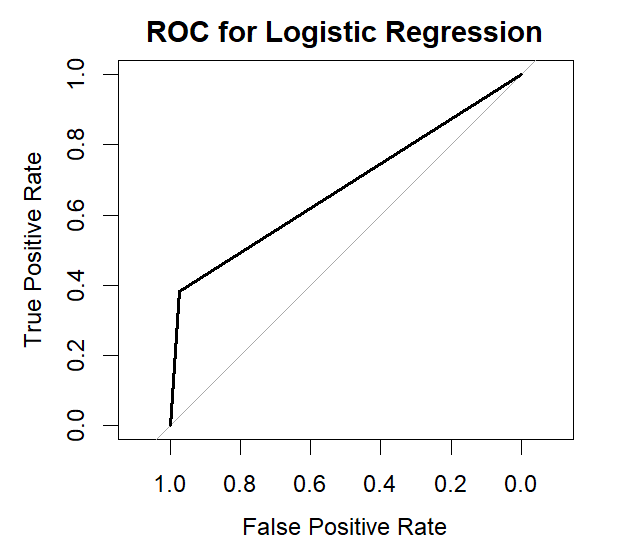 ROC for Logistic Regression
True Positive Rate
1.0
0.8
0.6
0.4
0.2
0.0
1.0 0.8 0.6 0.4 0.2 0.0
False Positive Rate